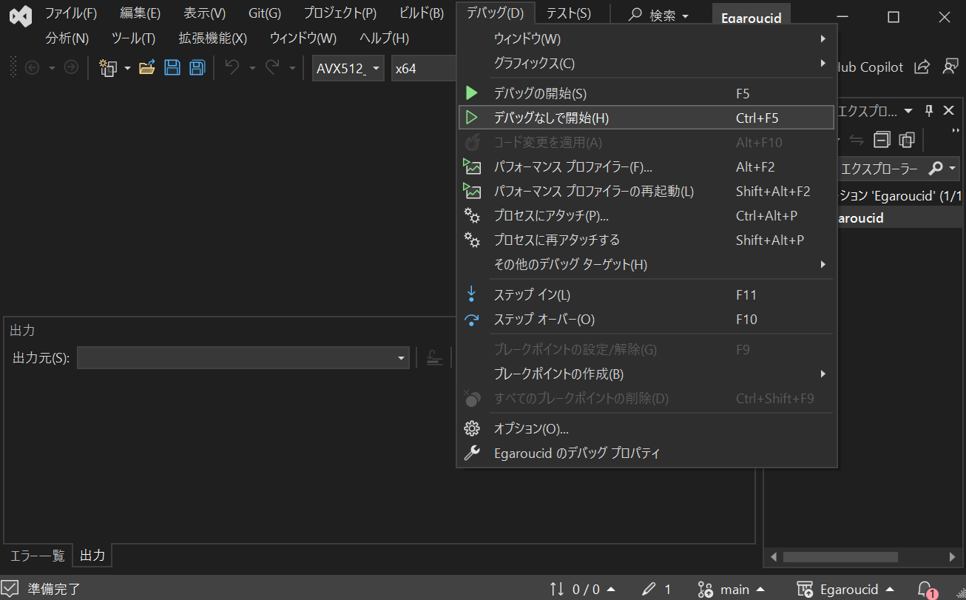 ファイル(F) 編集(E) 表示(V) Git(G) プロジェクト(P) ビルド(B) デバッグ(D) テスト(S) 検索 Egaroucid
分析(N) ツール(T) 拡張機能(X) ウィンドウ(W) ヘルプ(H)
AVX512_ x64
ub Copilot
ウィンドウ(W)
グラフィックス(C)
デバッグの開始(S) F5
デバッグなしで開始(H) Ctrl+F5
コード変更を適用(A) Alt+F10
パフォーマンス プロファイラー(F)... Alt+F2
パフォーマンス プロファイラーの再起動(L) Shift+Alt+F2
プロセスにアタッチ(P)... Ctrl+Alt+P
プロセスに再アタッチする Shift+Alt+P
その他のデバッグ ターゲット(H)
ステップ イン(L) F11
ステップ オーバー(O) F10
ブレークポイントの設定/解除(G) F9
ブレークポイントの作成(B)
すべてのブレークポイントの削除(D) Ctrl+Shift+F9
オプション(O)...
Egaroucid のデバッグ プロパティ
エクスプロ...
エクスプローラー
ション 'Egaroucid' (1/1
aroucid
出力
出力元(S):
エラー一覧 出力
準備完了 0 / 0 1 main Egaroucid 1